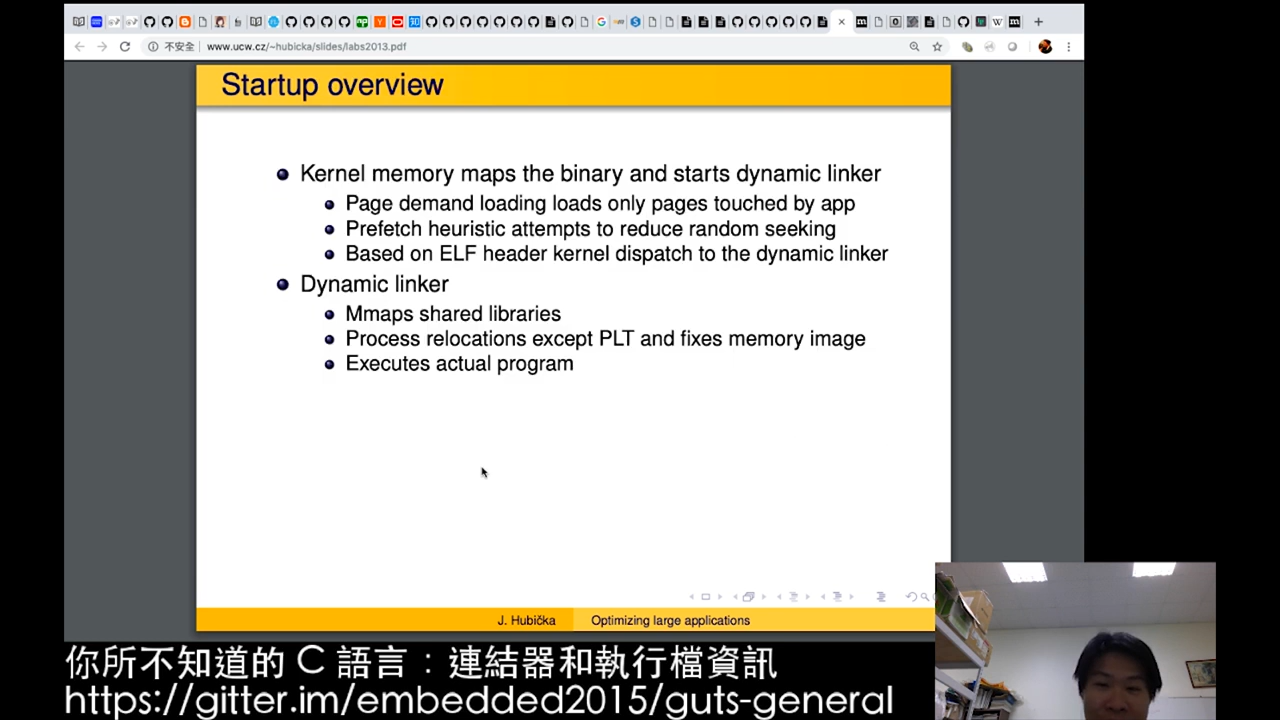 不安全
www.ucw.cz/~hubicka/slides/labs2013.pdf
Startup overview
Kernel memory maps the binary and starts dynamic linker
Page demand loading loads only pages touched by app
Prefetch heuristic attempts to reduce random seeking
Based on ELF header kernel dispatch to the dynamic linker
Dynamic linker
Mmaps shared libraries
Process relocations except PLT and fixes memory image
Executes actual program
J. Hubička
Optimizing large applications
你所不知道的 C 語言：連結器和執行檔資訊
https://gitter.im/embedded2015/guts-general